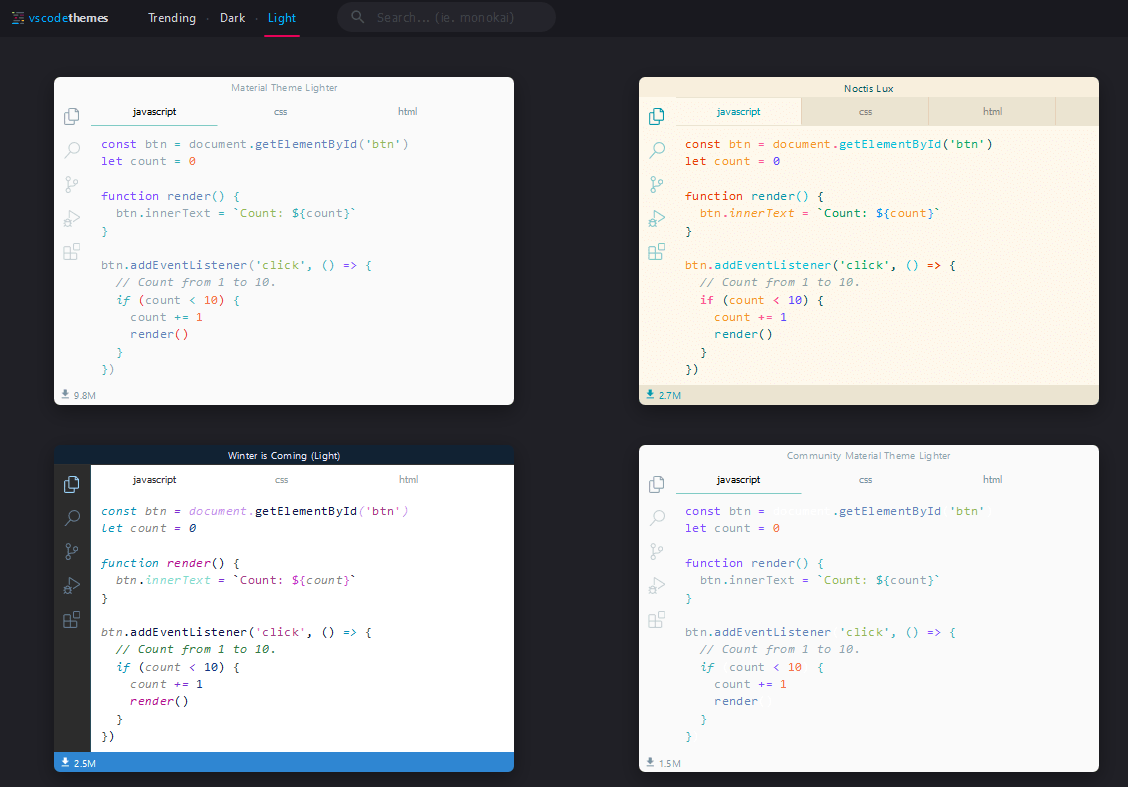 vscodethemes
Trending · Dark · Light
Search... (ie. monokai)
Material Theme Lighter
javascript css html
const btn = document.getElementById('btn')
let count = 0
function render() {
btn.innerText = `Count: ${count}`
}
btn.addEventListener('click', () => {
// Count from 1 to 10.
if (count < 10) {
count += 1
render()
}
})
9.8M
Noctis Lux
javascript css html
const btn = document.getElementById('btn')
let count = 0
function render() {
btn.innerText = `Count: ${count}`
}
btn.addEventListener('click', () => {
// Count from 1 to 10.
if (count < 10) {
count += 1
render()
}
})
2.7M
Winter is Coming (Light)
javascript css html
const btn = document.getElementById('btn')
let count = 0
function render() {
btn.innerText = `Count: ${count}`
}
btn.addEventListener('click', () => {
// Count from 1 to 10.
if (count < 10) {
count += 1
render()
}
})
2.5M
Community Material Theme Lighter
javascript css html
const btn = .getElementById 'btn'
let count = 0
function render() {
btn.innerText = `Count: ${count}`
}
btn.addEventListener 'click', () => {
// Count from 1 to 10.
if count < 10 {
count += 1
render
}
}
1.5M